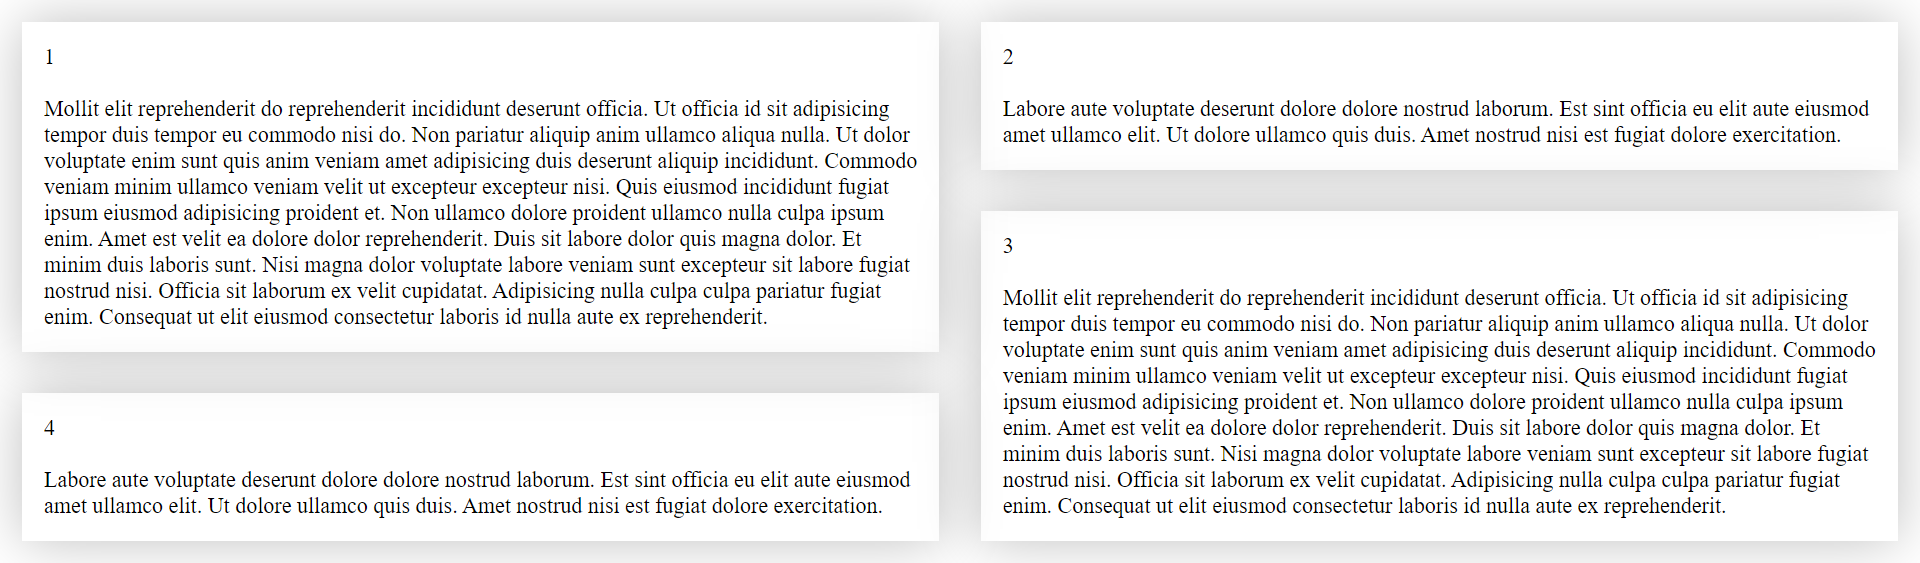 1
Mollit elit reprehenderit do reprehenderit incididunt deserunt officia. Ut officia id sit adipisicing
tempor duis tempor eu commodo nisi do. Non pariatur aliquip anim ullamco aliqua nulla. Ut dolor
voluptate enim sunt quis anim veniam amet adipisicing duis deserunt aliquip incididunt. Commodo
veniam minim ullamco veniam velit ut excepteur excepteur nisi. Quis eiusmod incididunt fugiat
ipsum eiusmod adipisicing proident et. Non ullamco dolore proident ullamco nulla culpa ipsum
enim. Amet est velit ea dolore dolor reprehenderit. Duis sit labore dolor quis magna dolor. Et
minim duis laboris sunt. Nisi magna dolor voluptate labore veniam sunt excepteur sit labore fugiat
nostrud nisi. Officia sit laborum ex velit cupidatat. Adipisicing nulla culpa culpa pariatur fugiat
enim. Consequat ut elit eiusmod consectetur laboris id nulla aute ex reprehenderit.
2
Labore aute voluptate deserunt dolore dolore nostrud laborum. Est sint officia eu elit aute eiusmod
amet ullamco elit. Ut dolore ullamco quis duis. Amet nostrud nisi est fugiat dolore exercitation.
3
Mollit elit reprehenderit do reprehenderit incididunt deserunt officia. Ut officia id sit adipisicing
tempor duis tempor eu commodo nisi do. Non pariatur aliquip anim ullamco aliqua nulla. Ut dolor
voluptate enim sunt quis anim veniam amet adipisicing duis deserunt aliquip incididunt. Commodo
veniam minim ullamco veniam velit ut excepteur excepteur nisi. Quis eiusmod incididunt fugiat
ipsum eiusmod adipisicing proident et. Non ullamco dolore proident ullamco nulla culpa ipsum
enim. Amet est velit ea dolore dolor reprehenderit. Duis sit labore dolor quis magna dolor. Et
minim duis laboris sunt. Nisi magna dolor voluptate labore veniam sunt excepteur sit labore fugiat
nostrud nisi. Officia sit laborum ex velit cupidatat. Adipisicing nulla culpa culpa pariatur fugiat
enim. Consequat ut elit eiusmod consectetur laboris id nulla aute ex reprehenderit.
4
Labore aute voluptate deserunt dolore dolore nostrud laborum. Est sint officia eu elit aute eiusmod
amet ullamco elit. Ut dolore ullamco quis duis. Amet nostrud nisi est fugiat dolore exercitation.